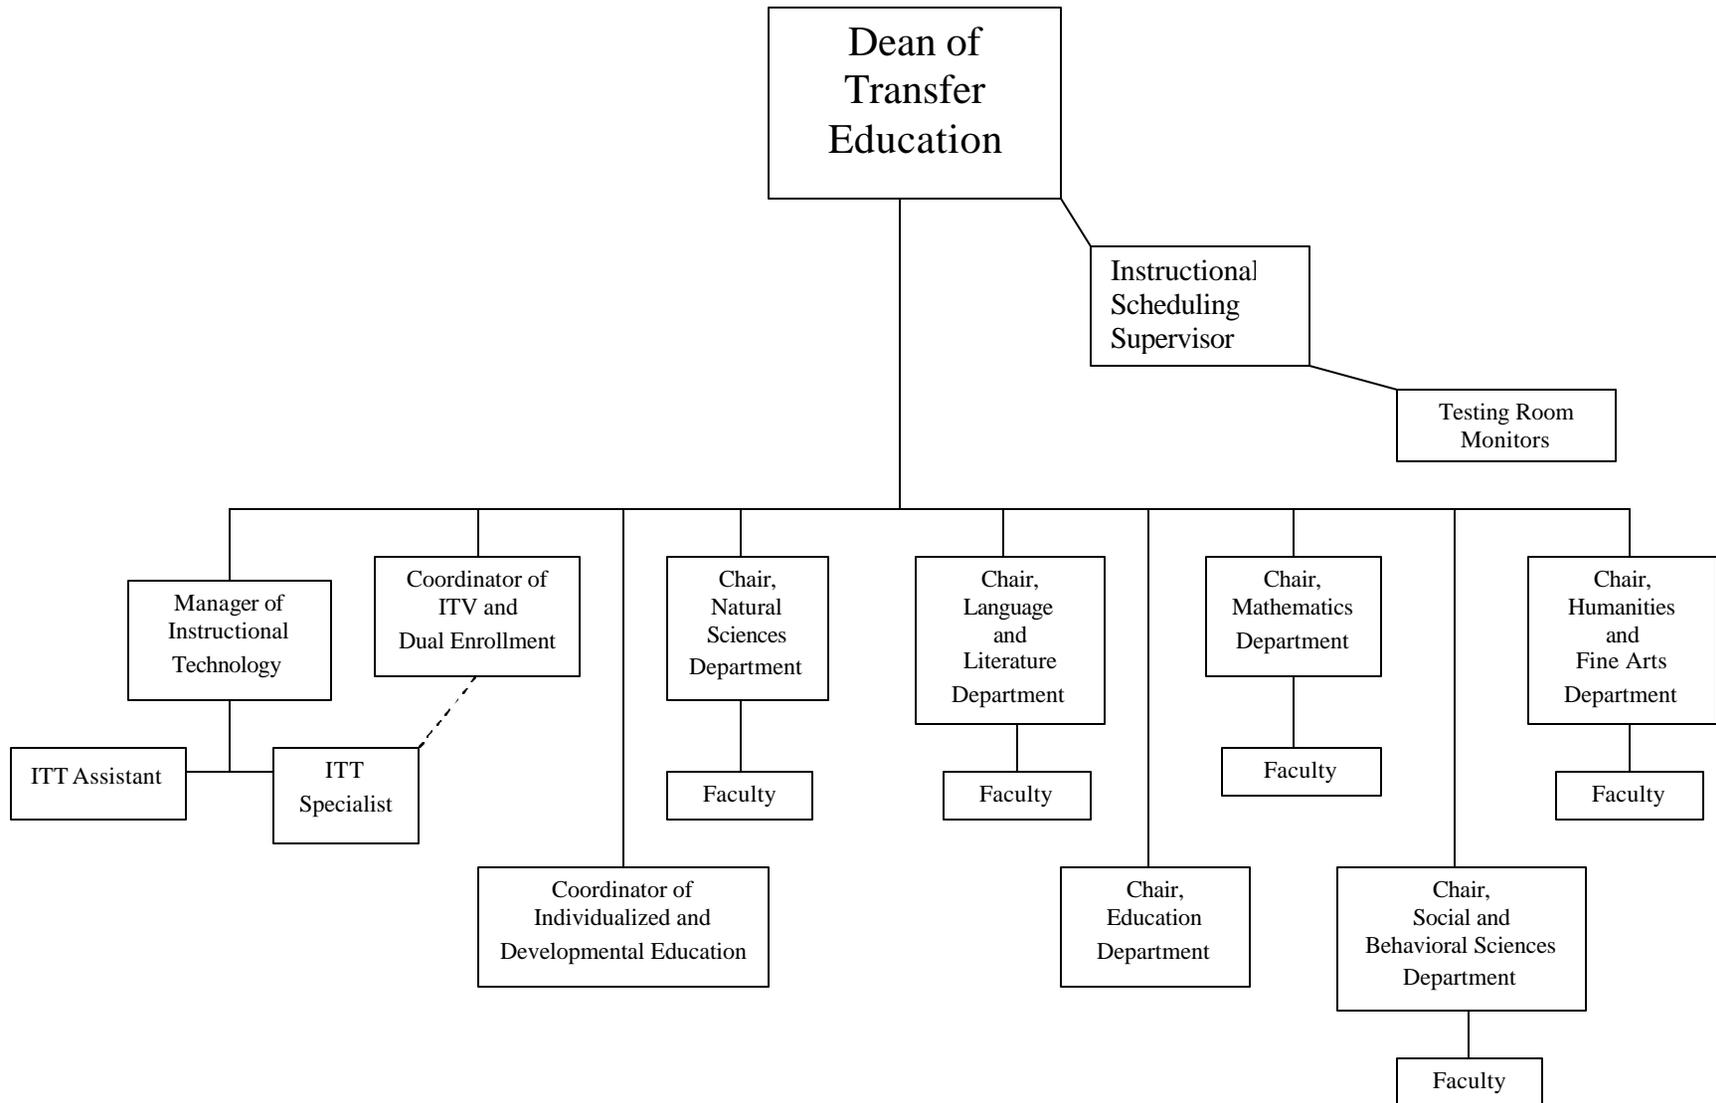 Dean of
Transfer
Education
Instructional
Scheduling
Supervisor
Testing Room
Monitors
Manager of
Instructional
Technology
Coordinator of
ITV and
Dual Enrollment
Chair,
Natural
Sciences
Department
Chair,
Language
and
Literature
Department
Chair,
Mathematics
Department
Chair,
Humanities
and
Fine Arts
Department
ITT Assistant
ITT
Specialist
Faculty
Faculty
Faculty
Faculty
Coordinator of
Individualized and
Developmental Education
Chair,
Education
Department
Chair,
Social and
Behavioral Sciences
Department
Faculty